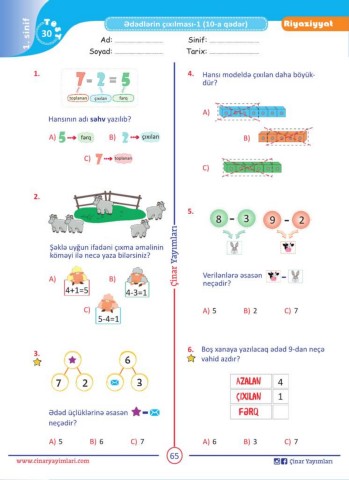 1. sinif
TEST
30
Ədədlərin çıxılması-1 (10-a qədər)
Riyaziyyat
Ad:
Sinif:
Soyad:
Tarix:
1.
7 - 2 = 5
toplanan
çıxılan
fərq
Hansının adı səhv yazılıb?
A) 5 fərq
B) 2 çıxılan
C) 7 toplanan
2.
Şəklə uyğun ifadəni çıxma əməlinin
köməyi ilə necə yaza bilərsiniz?
A) 4+1=5
B) 4-3=1
C) 5-4=1
3.
6
7 2
3
Ədəd üçlüklərinə əsasən ★ - ✉
neçədir?
A) 5 B) 6 C) 7
4.
Hansı modeldə çıxılan daha böyük-
dür?
A)
B)
C)
5.
8 - 3 9 - 2
Verilənlərə əsasən -
neçədir?
A) 5 B) 2 C) 7
6.
Boş xanaya yazılacaq ədəd 9-dan neçə
vahid azdır?
AZALAN 4
ÇIXILAN 1
FƏRQ
A) 6 B) 3 C) 7
Çinar Yayımları
www.cinaryayimlari.com
65
Çinar Yayımları